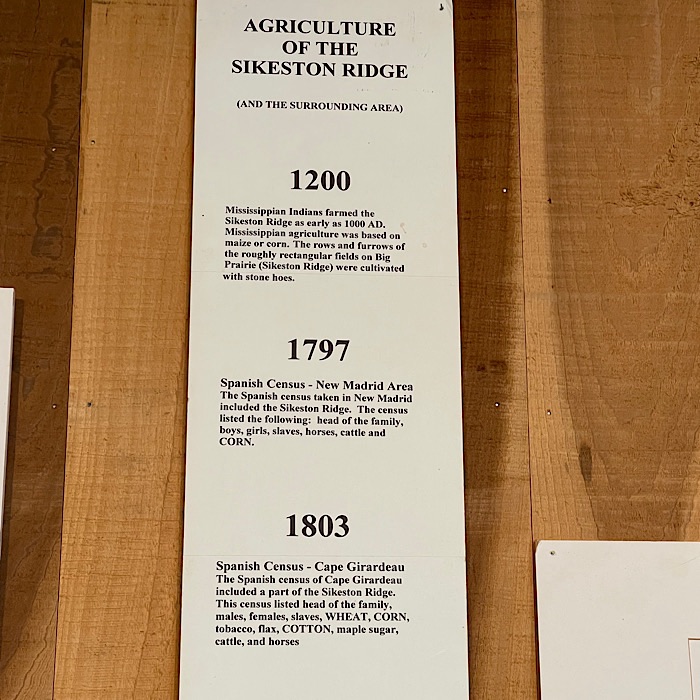 AGRICULTURE
OF THE
SIKESTON RIDGE
(AND THE SURROUNDING AREA)
1200
Mississippian Indians farmed the
Sikeston Ridge as early as 1000 AD.
Mississippian agriculture was based on
maize or corn. The rows and furrows of
the roughly rectangular fields on Big
Prairie (Sikeston Ridge) were cultivated
with stone hoes.
1797
Spanish Census - New Madrid Area
The Spanish census taken in New Madrid
included the Sikeston Ridge. The census
listed the following: head of the family,
boys, girls, slaves, horses, cattle and
CORN.
1803
Spanish Census - Cape Girardeau
The Spanish census of Cape Girardeau
included a part of the Sikeston Ridge.
This census listed head of the family,
males, females, slaves, WHEAT, CORN,
tobacco, flax, COTTON, maple sugar,
cattle, and horses